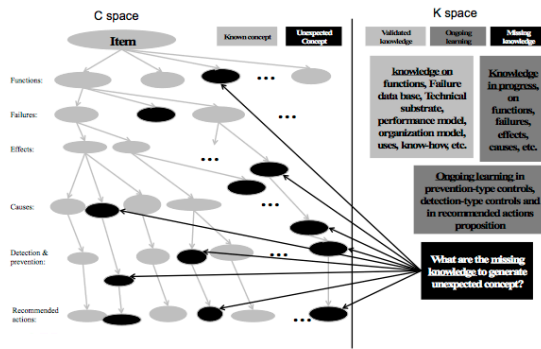 C space
K space
Item
Known concept
Unexpected
Concept
Validated
knowledge
Ongoing
learning
Missing
knowledge
Functions:
Failures:
Effects:
Causes:
Detection &
prevention:
Recommended
actions:
...
...
...
...
...
...
knowledge on
functions, Failure
data base, Technical
substrate,
performance model,
organization model,
uses, know-how, etc.
Knowledge
in progress,
on
functions,
failures,
effects,
causes, etc.
Ongoing learning in
prevention-type controls,
detection-type controls and
in recommended actions
proposition
What are the missing
knowledge to generate
unexpected concept?